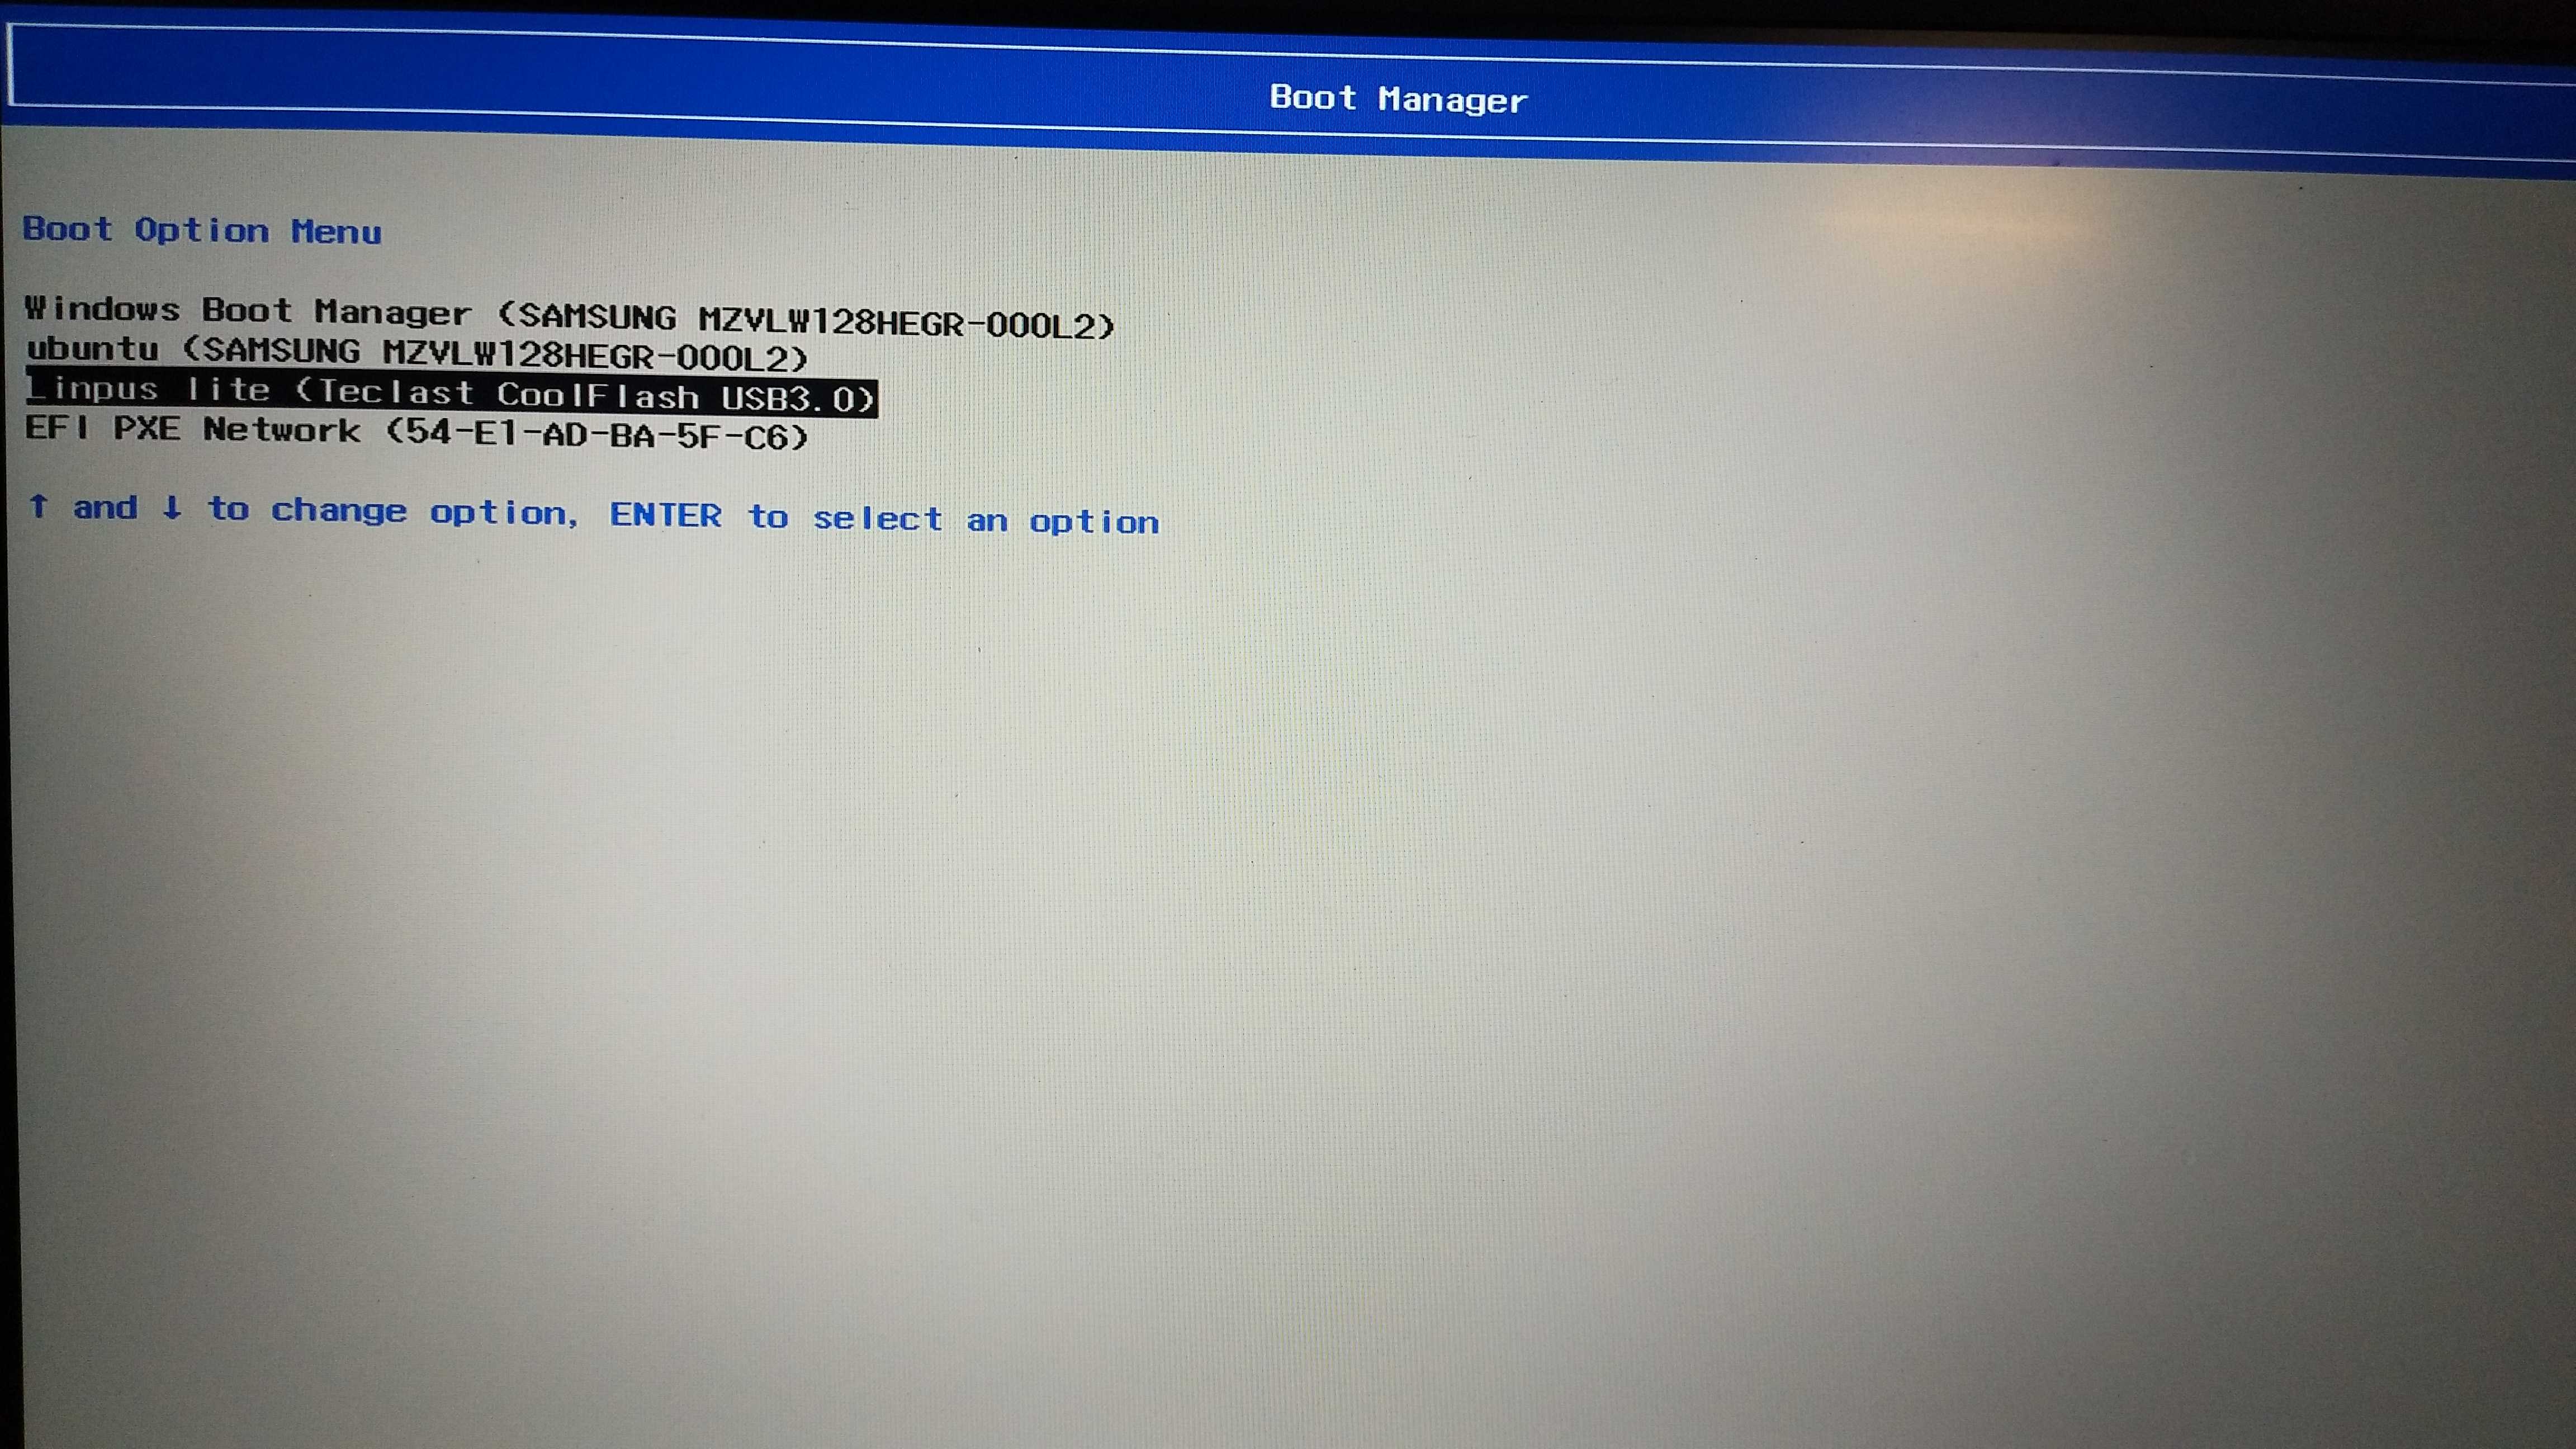 Boot Manager
Boot Option Menu
Windows Boot Manager (SAMSUNG MZVLW128HEGR-000L2)
ubuntu (SAMSUNG MZVLW128HEGR-000L2)
Linpus lite (Teclast CoolFlash USB3.0)
EFI PXE Network (54-E1-AD-BA-5F-C6)
↑ and ↓ to change option, ENTER to select an option